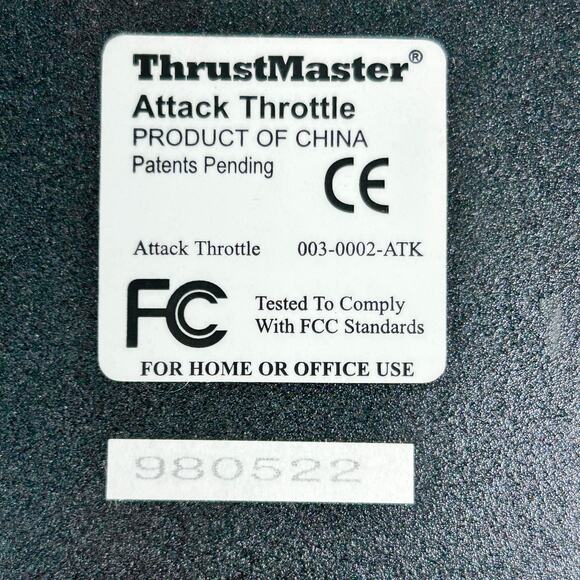 ThrustMaster®
Attack Throttle
PRODUCT OF CHINA
Patents Pending
CE
Attack Throttle 003-0002-ATK
FC
Tested To Comply
With FCC Standards
FOR HOME OR OFFICE USE
980522